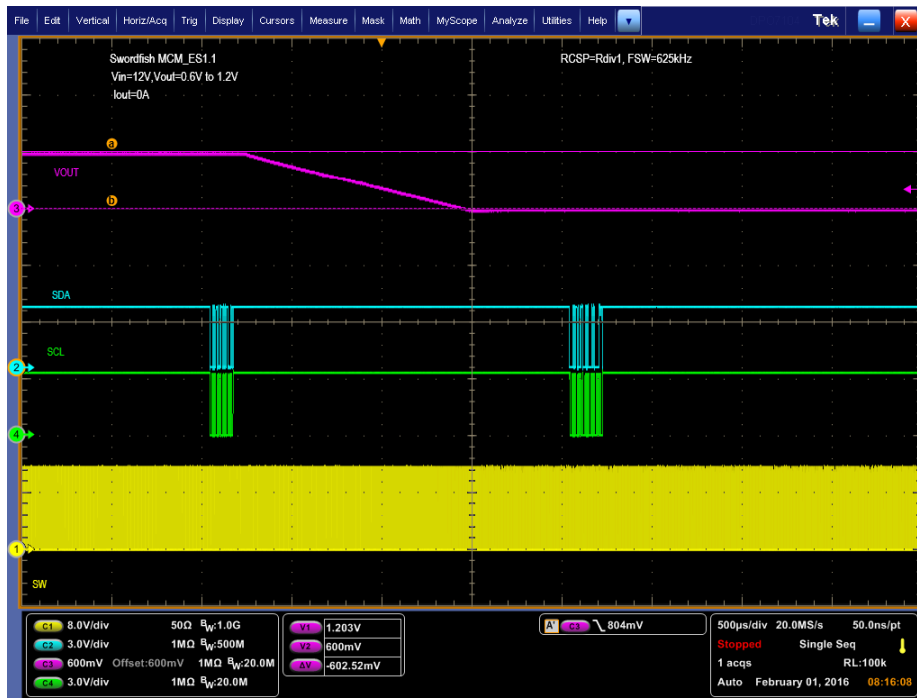 File Edit Vertical Horiz/Acq Trig Display Cursors Measure Mask Math MyScope Analyze Utilities Help Tek X
Swordfish MCM_ES1.1
Vin=12V,Vout=0.6V to 1.2V
Iout=0A
RCSP=Rdiv1, FSW=625kHz
a
VOUT
b
3
SDA
SCL
2
4
1
SW
C1 8.0V/div 50Ω BW:1.0G
C2 3.0V/div 1MΩ BW:500M
C3 600mV Offset:600mV 1MΩ BW:20.0M
C4 3.0V/div 1MΩ BW:20.0M
V1 1.203V
V2 600mV
ΔV -602.52mV
A' C3 804mV
500µs/div 20.0MS/s 50.0ns/pt
Stopped Single Seq
1 acqs RL:100k
Auto February 01, 2016 08:16:08